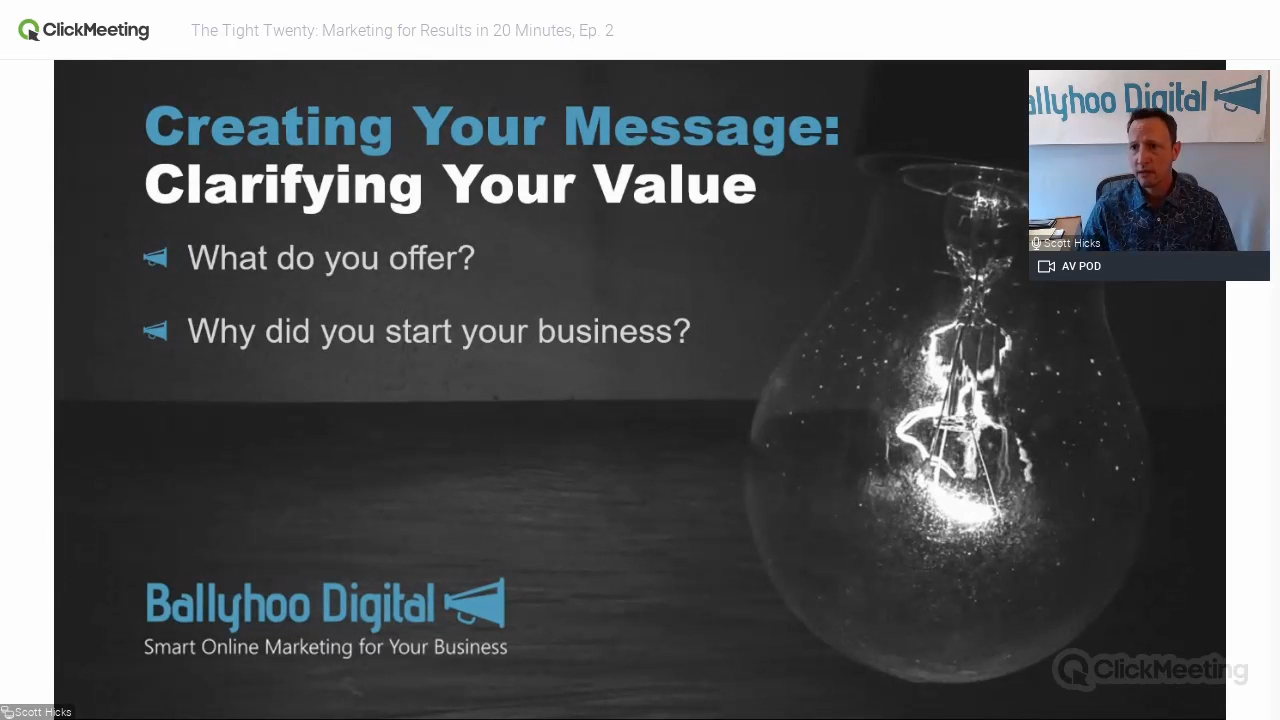 ClickMeeting
The Tight Twenty: Marketing for Results in 20 Minutes, Ep. 2
Creating Your Message:
Clarifying Your Value
What do you offer?
Why did you start your business?
allyhoo Digital
Scott Hicks
AV POD
Ballyhoo Digital
Smart Online Marketing for Your Business
ClickMeeting
Scott Hicks